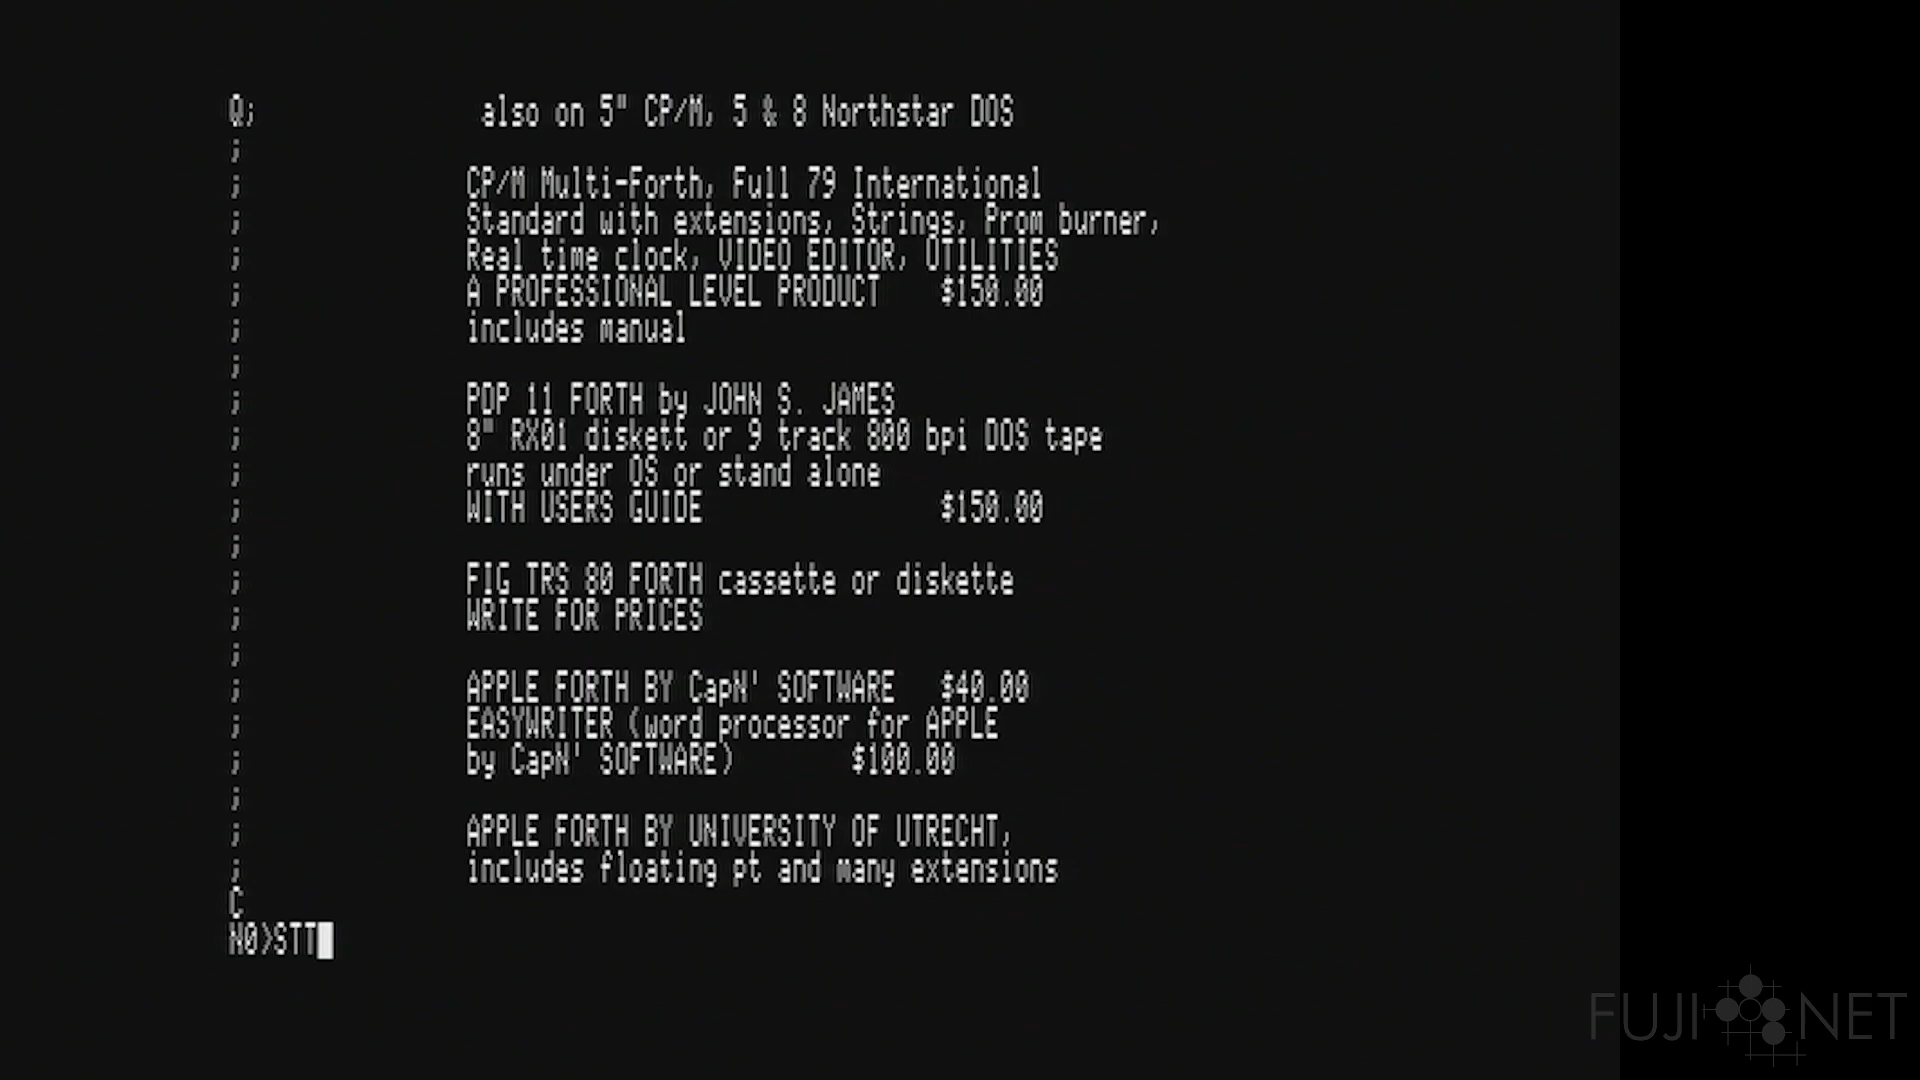 Q;               also on 5" CP/M, 5 & 8 Northstar DOS
;
;               CP/M Multi-Forth, Full 79 International
;               Standard with extensions, Strings, Prom burner,
;               Real time clock, VIDEO EDITOR, UTILITIES
;               A PROFESSIONAL LEVEL PRODUCT    $150.00
;               includes manual
;
;               PDP 11 FORTH by JOHN S. JAMES
;               8" RX01 diskett or 9 track 800 bpi DOS tape
;               runs under OS or stand alone
;               WITH USERS GUIDE                $150.00
;
;               FIG TRS 80 FORTH cassette or diskette
;               WRITE FOR PRICES
;
;               APPLE FORTH BY CapN' SOFTWARE   $40.00
;               EASYWRITER (word processor for APPLE
;               by CapN' SOFTWARE)        $100.00
;
;               APPLE FORTH BY UNIVERSITY OF UTRECHT,
;               includes floating pt and many extensions
C
N0>STT
FUJINET